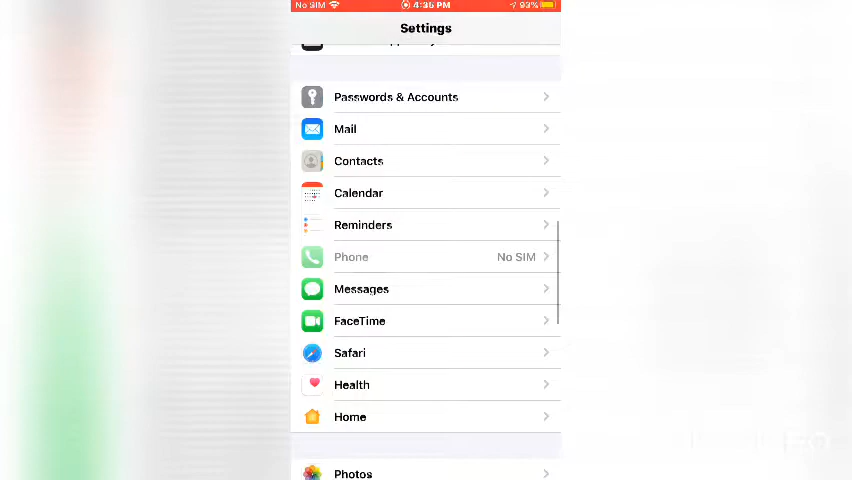 No SIM 4:35 PM 93%
Settings
Passwords & Accounts
Mail
Contacts
Calendar
Reminders
Phone No SIM
Messages
FaceTime
Safari
Health
Home
Photos